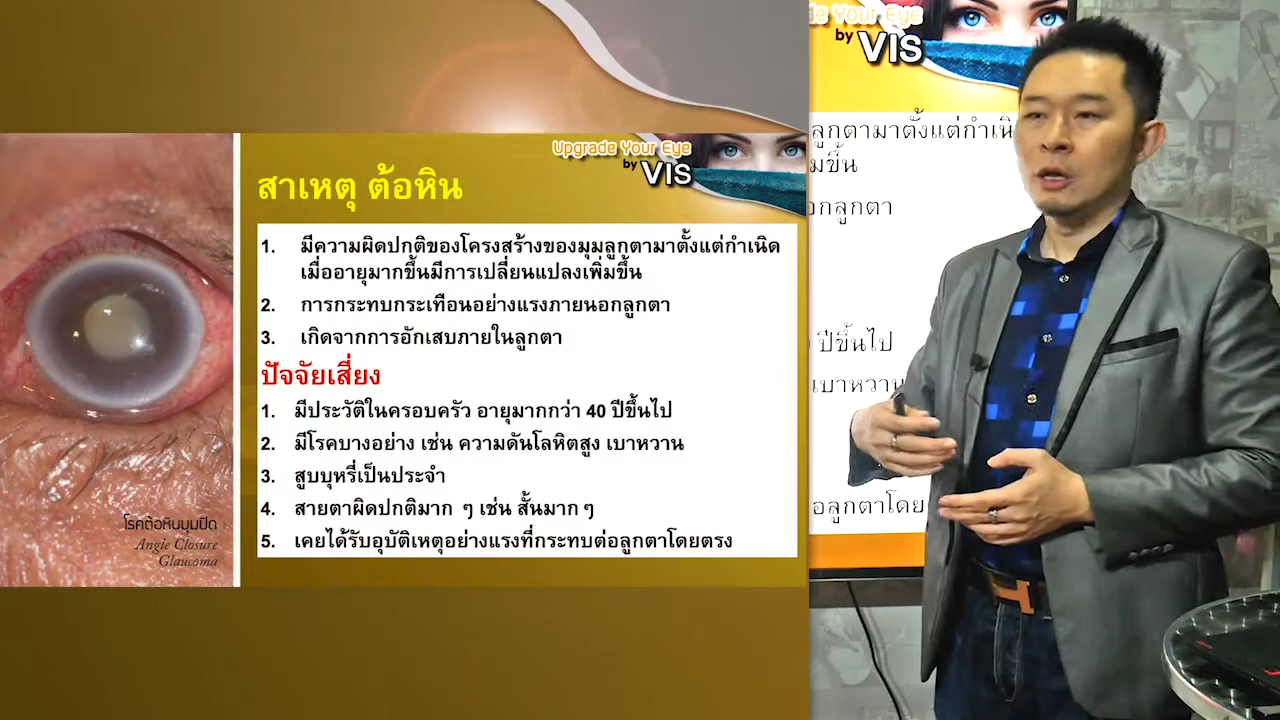 Upgrade Your Eye
by VIS
สาเหตุ ต้อหิน
1. มีความผิดปกติของโครงสร้างของมุมลูกตามาตั้งแต่กำเนิด
เมื่ออายุมากขึ้นมีการเปลี่ยนแปลงเพิ่มขึ้น
2. การกระทบกระเทือนอย่างแรงภายนอกลูกตา
3. เกิดจากการอักเสบภายในลูกตา
ปัจจัยเสี่ยง
1. มีประวัติในครอบครัว อายุมากกว่า 40 ปีขึ้นไป
2. มีโรคบางอย่าง เช่น ความดันโลหิตสูง เบาหวาน
3. สูบบุหรี่เป็นประจำ
4. สายตาผิดปกติมาก ๆ เช่น สั้นมาก ๆ
5. เคยได้รับอุบัติเหตุอย่างแรงที่กระทบต่อลูกตาโดยตรง
โรคต้อหินมุมปิด
Angle Closure
Glaucoma
Your Eye
by VIS
ลูกตามาตั้งแต่กำเนิ
ขึ้น
ลูกตา
ปีขึ้นไป
เบาหวาน
ลูกตาโดย